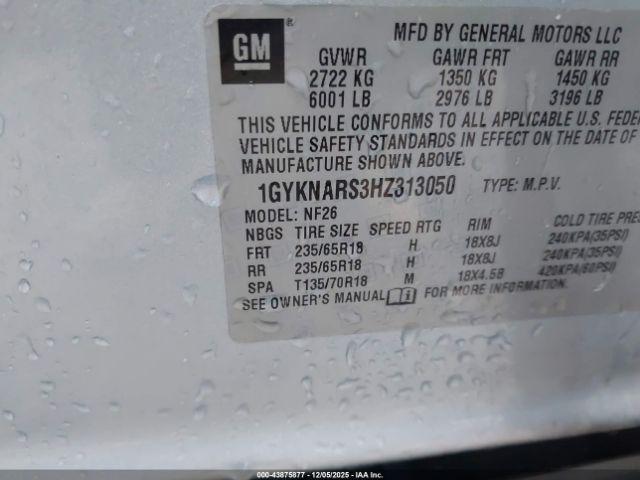 GM
MFD BY GENERAL MOTORS LLC
GVWR GAWR FRT GAWR RR
2722 KG 1350 KG 1450 KG
6001 LB 2976 LB 3196 LB
THIS VEHICLE CONFORMS TO ALL APPLICABLE U.S. FEDER
VEHICLE SAFETY STANDARDS IN EFFECT ON THE DATE OF
MANUFACTURE SHOWN ABOVE.
1GYKNARS3HZ313050 TYPE: M.P.V.
MODEL: NF26
NBGS TIRE SIZE SPEED RTG RIM COLD TIRE PRES
FRT 235/65R18 H 18X8J 240KPA(35PSI)
RR 235/65R18 H 18X8J 240KPA(35PSI)
SPA T135/70R18 M 18X4.5B 420KPA(60PSI)
SEE OWNER'S MANUAL i FOR MORE INFORMATION.
000-43875877 - 12/05/2025 - IAA Inc.